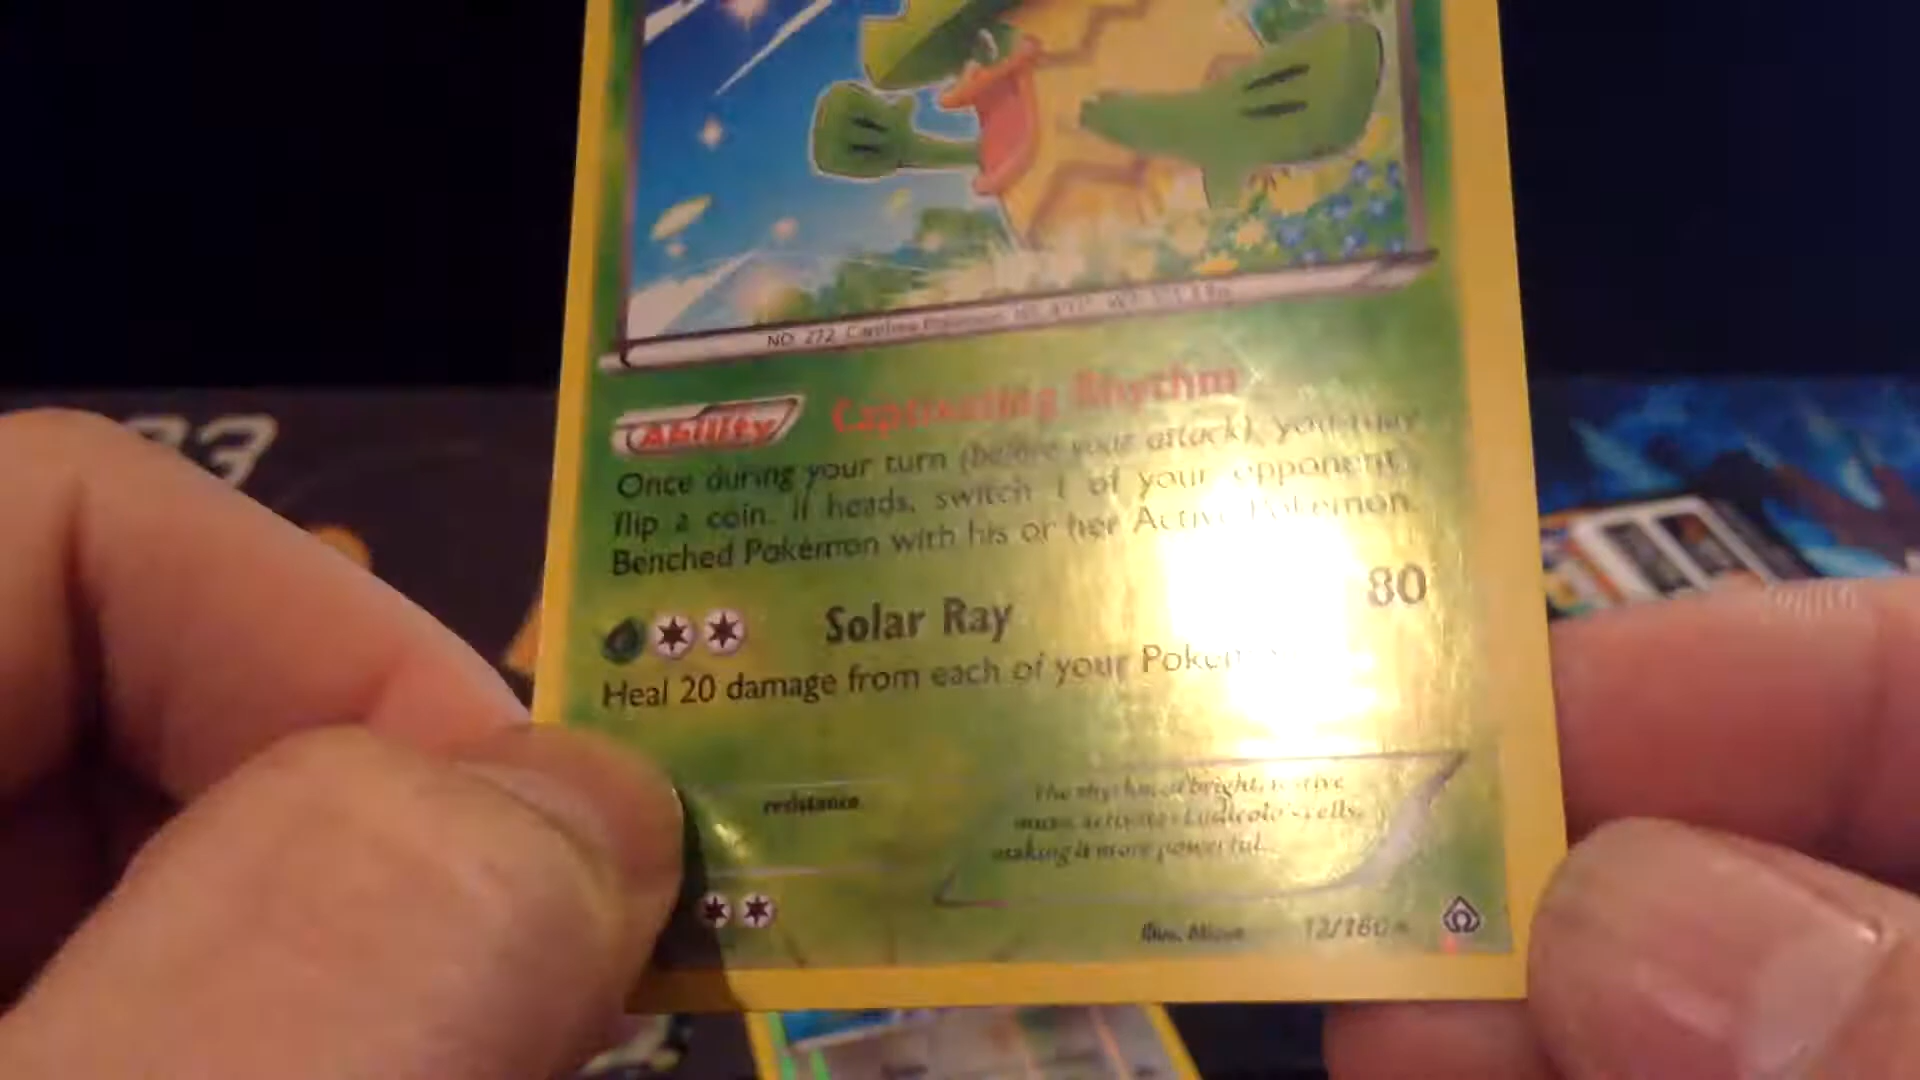 NO. 272
Ability Captivating Rhythm
Once during your turn (before your attack), you may
flip a coin. If heads, switch 1 of your opponent's
Benched Pokémon with his or her Active Pokémon.
Solar Ray 80
Heal 20 damage from each of your Pokémon
resistance
The rhythm of bright, festive
music activates Ludicolo's cells,
making it more powerful.
Illus. 12/160
33